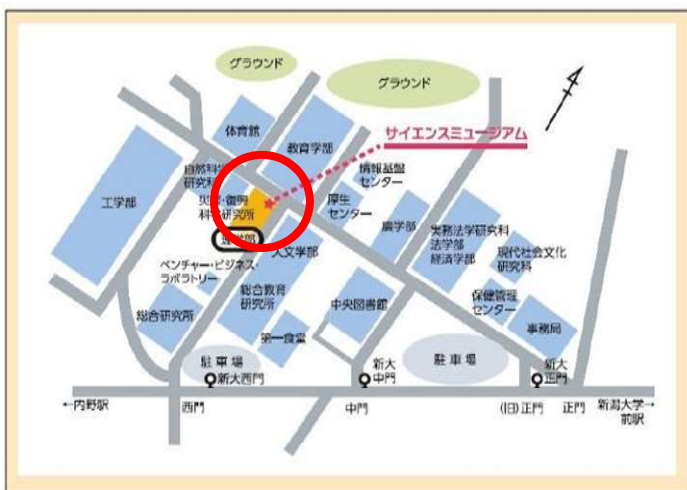 グラウンド
グラウンド
体育館
教育学部
サイエンスミュージアム
自然科学
研究科
情報基盤
センター
災害・復興
科学研究所
厚生
センター
工学部
理学部
人文学部
農学部
実務法学研究科
法学部
経済学部
現代社会文化
研究科
ベンチャー・ビジネス・
ラボラトリー
総合教育
研究所
中央図書館
保健管理
センター
総合研究所
第一食堂
事務局
駐車場
新大西門
新大
中門
駐車場
新大
正門
←内野駅
西門
中門
(旧)正門
正門
新潟大学→
前駅